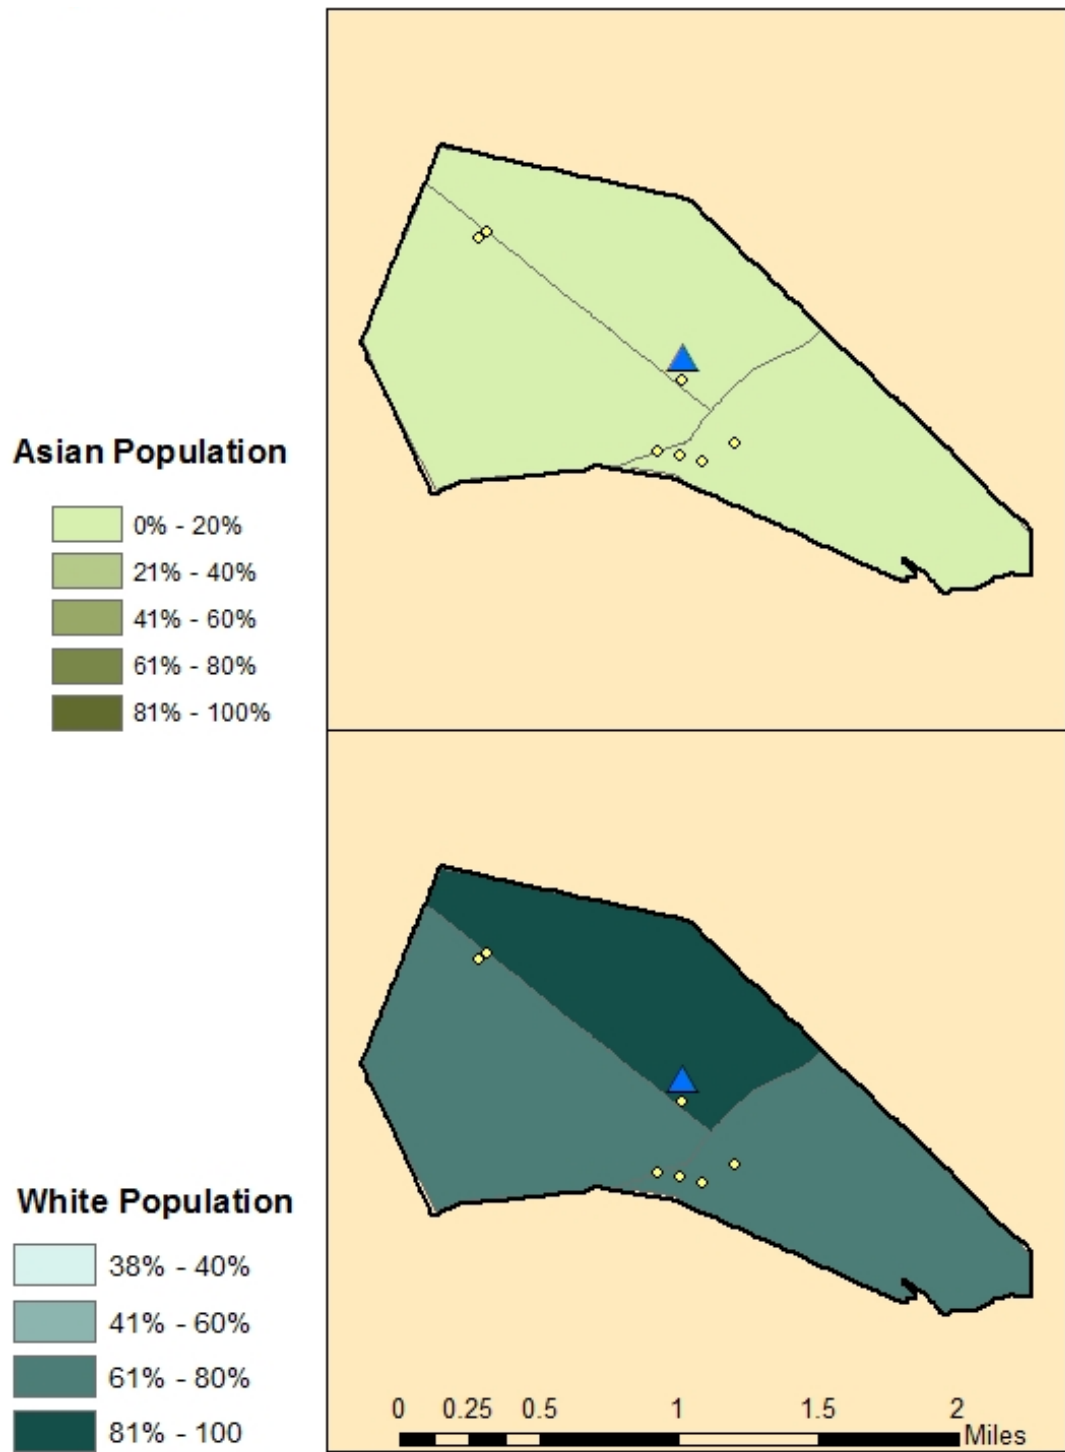 Asian Population
0% - 20%
21% - 40%
41% - 60%
61% - 80%
81% - 100%
White Population
38% - 40%
41% - 60%
61% - 80%
81% - 100
0 0.25 0.5 1 1.5 2
Miles